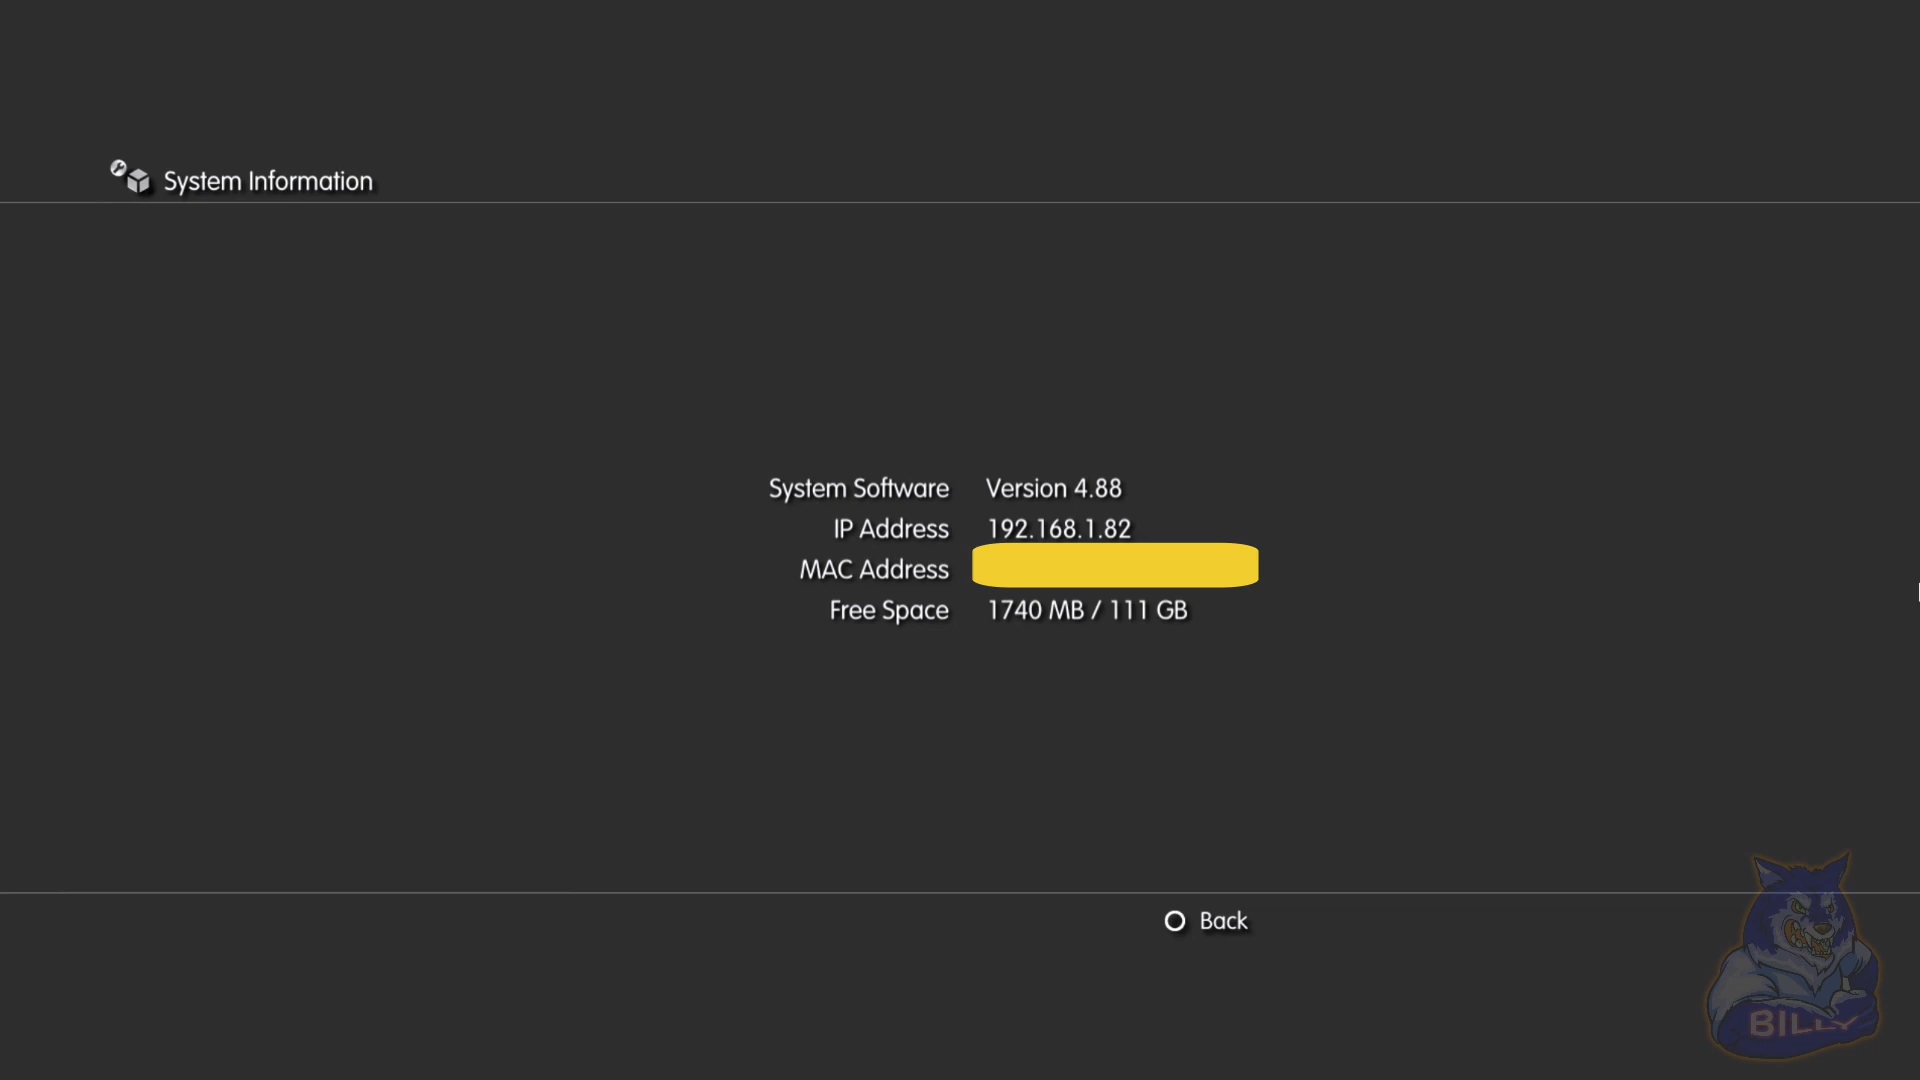 System Information
System Software Version 4.88
IP Address 192.168.1.82
MAC Address
Free Space 1740 MB / 111 GB
Back
BILLY